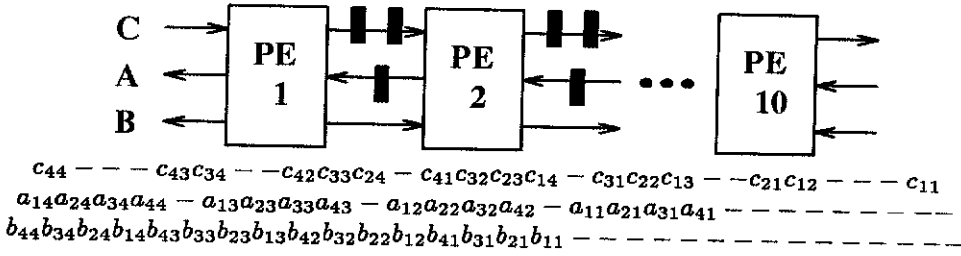 C PE 1 PE 2 ••• PE 10
A
B
c₄₄ − − − c₄₃c₃₄ − − −c₄₂c₃₃c₂₄ − c₄₁c₃₂c₂₃c₁₄ − c₃₁c₂₂c₁₃ − − −c₂₁c₁₂ − − − c₁₁
a₁₄a₂₄a₃₄a₄₄ − a₁₃a₂₃a₃₃a₄₃ − a₁₂a₂₂a₃₂a₄₂ − a₁₁a₂₁a₃₁a₄₁ − − − − − − − − − − − −
b₄₄b₃₄b₂₄b₁₄b₄₃b₃₃b₂₃b₁₃b₄₂b₃₂b₂₂b₁₂b₄₁b₃₁b₂₁b₁₁ − − − − − − − − − − − − − − − − − − −